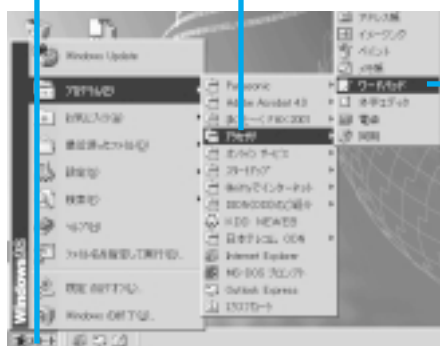 Windows Update
プログラム(P)
お気に入り(A)
最近使ったファイル(D)
設定(S)
検索(C)
ヘルプ(H)
ファイル名を指定して実行(R)...
Windows の終了(U)...
Windows98
スタート
Panasonic
Adobe Acrobat 4.0
アクセサリ
オンライン サービス
スタートアップ
KDD NEWEB
Internet Explorer
MS-DOS プロンプト
Outlook Express
エクスプローラ
アドレス帳
イメージング
ペイント
メモ帳
ワードパッド
電卓